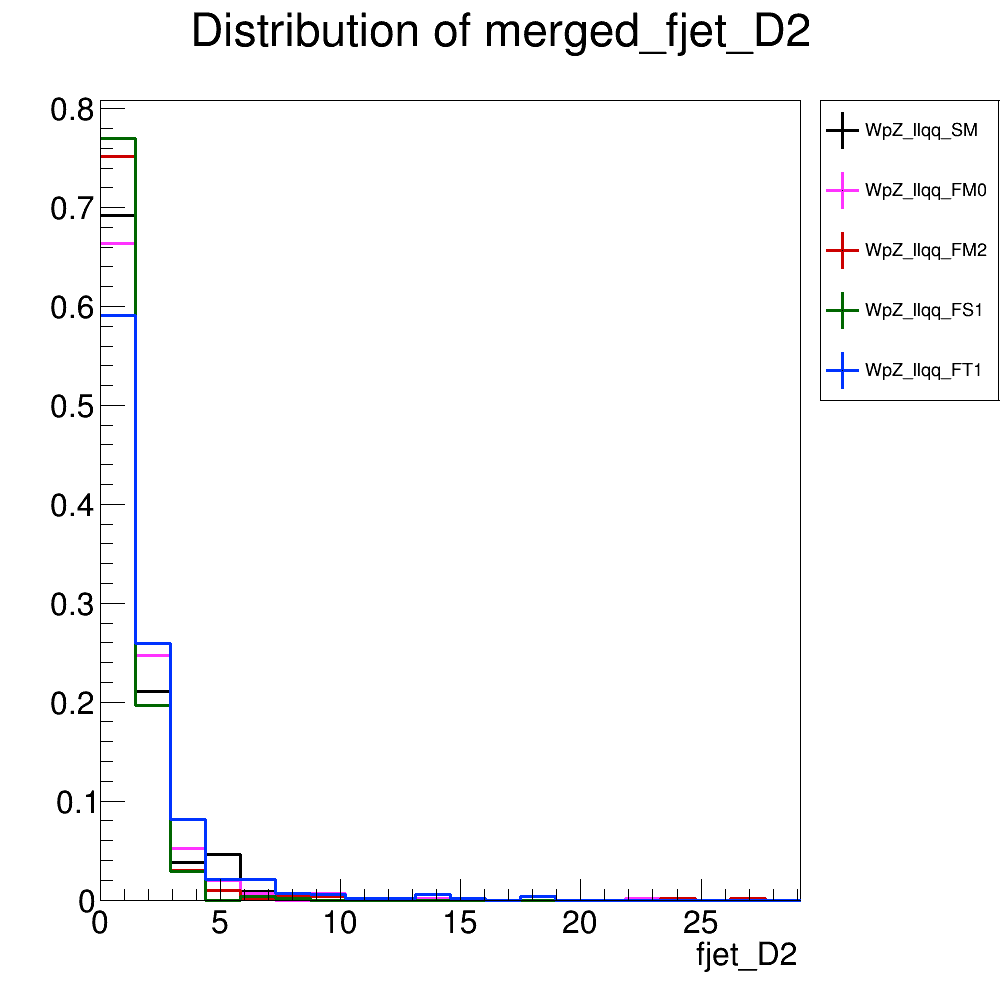 Distribution of merged_fjet_D2
0.8
0.7
0.6
0.5
0.4
0.3
0.2
0.1
0
0 5 10 15 20 25
fjet_D2
WpZ_llqq_SM
WpZ_llqq_FM0
WpZ_llqq_FM2
WpZ_llqq_FS1
WpZ_llqq_FT1